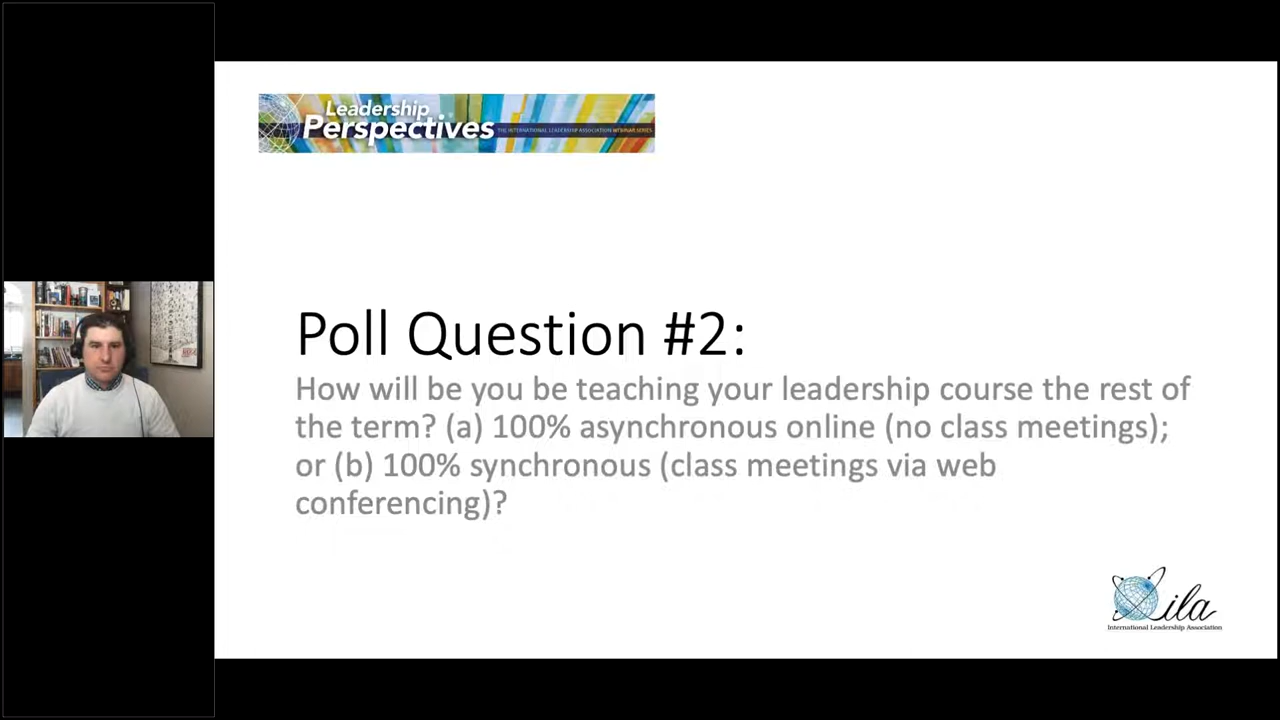 Leadership
Perspectives
THE INTERNATIONAL LEADERSHIP ASSOCIATION WEBINAR SERIES
Poll Question #2:
How will be you be teaching your leadership course the rest of
the term? (a) 100% asynchronous online (no class meetings);
or (b) 100% synchronous (class meetings via web
conferencing)?
ila
International Leadership Association